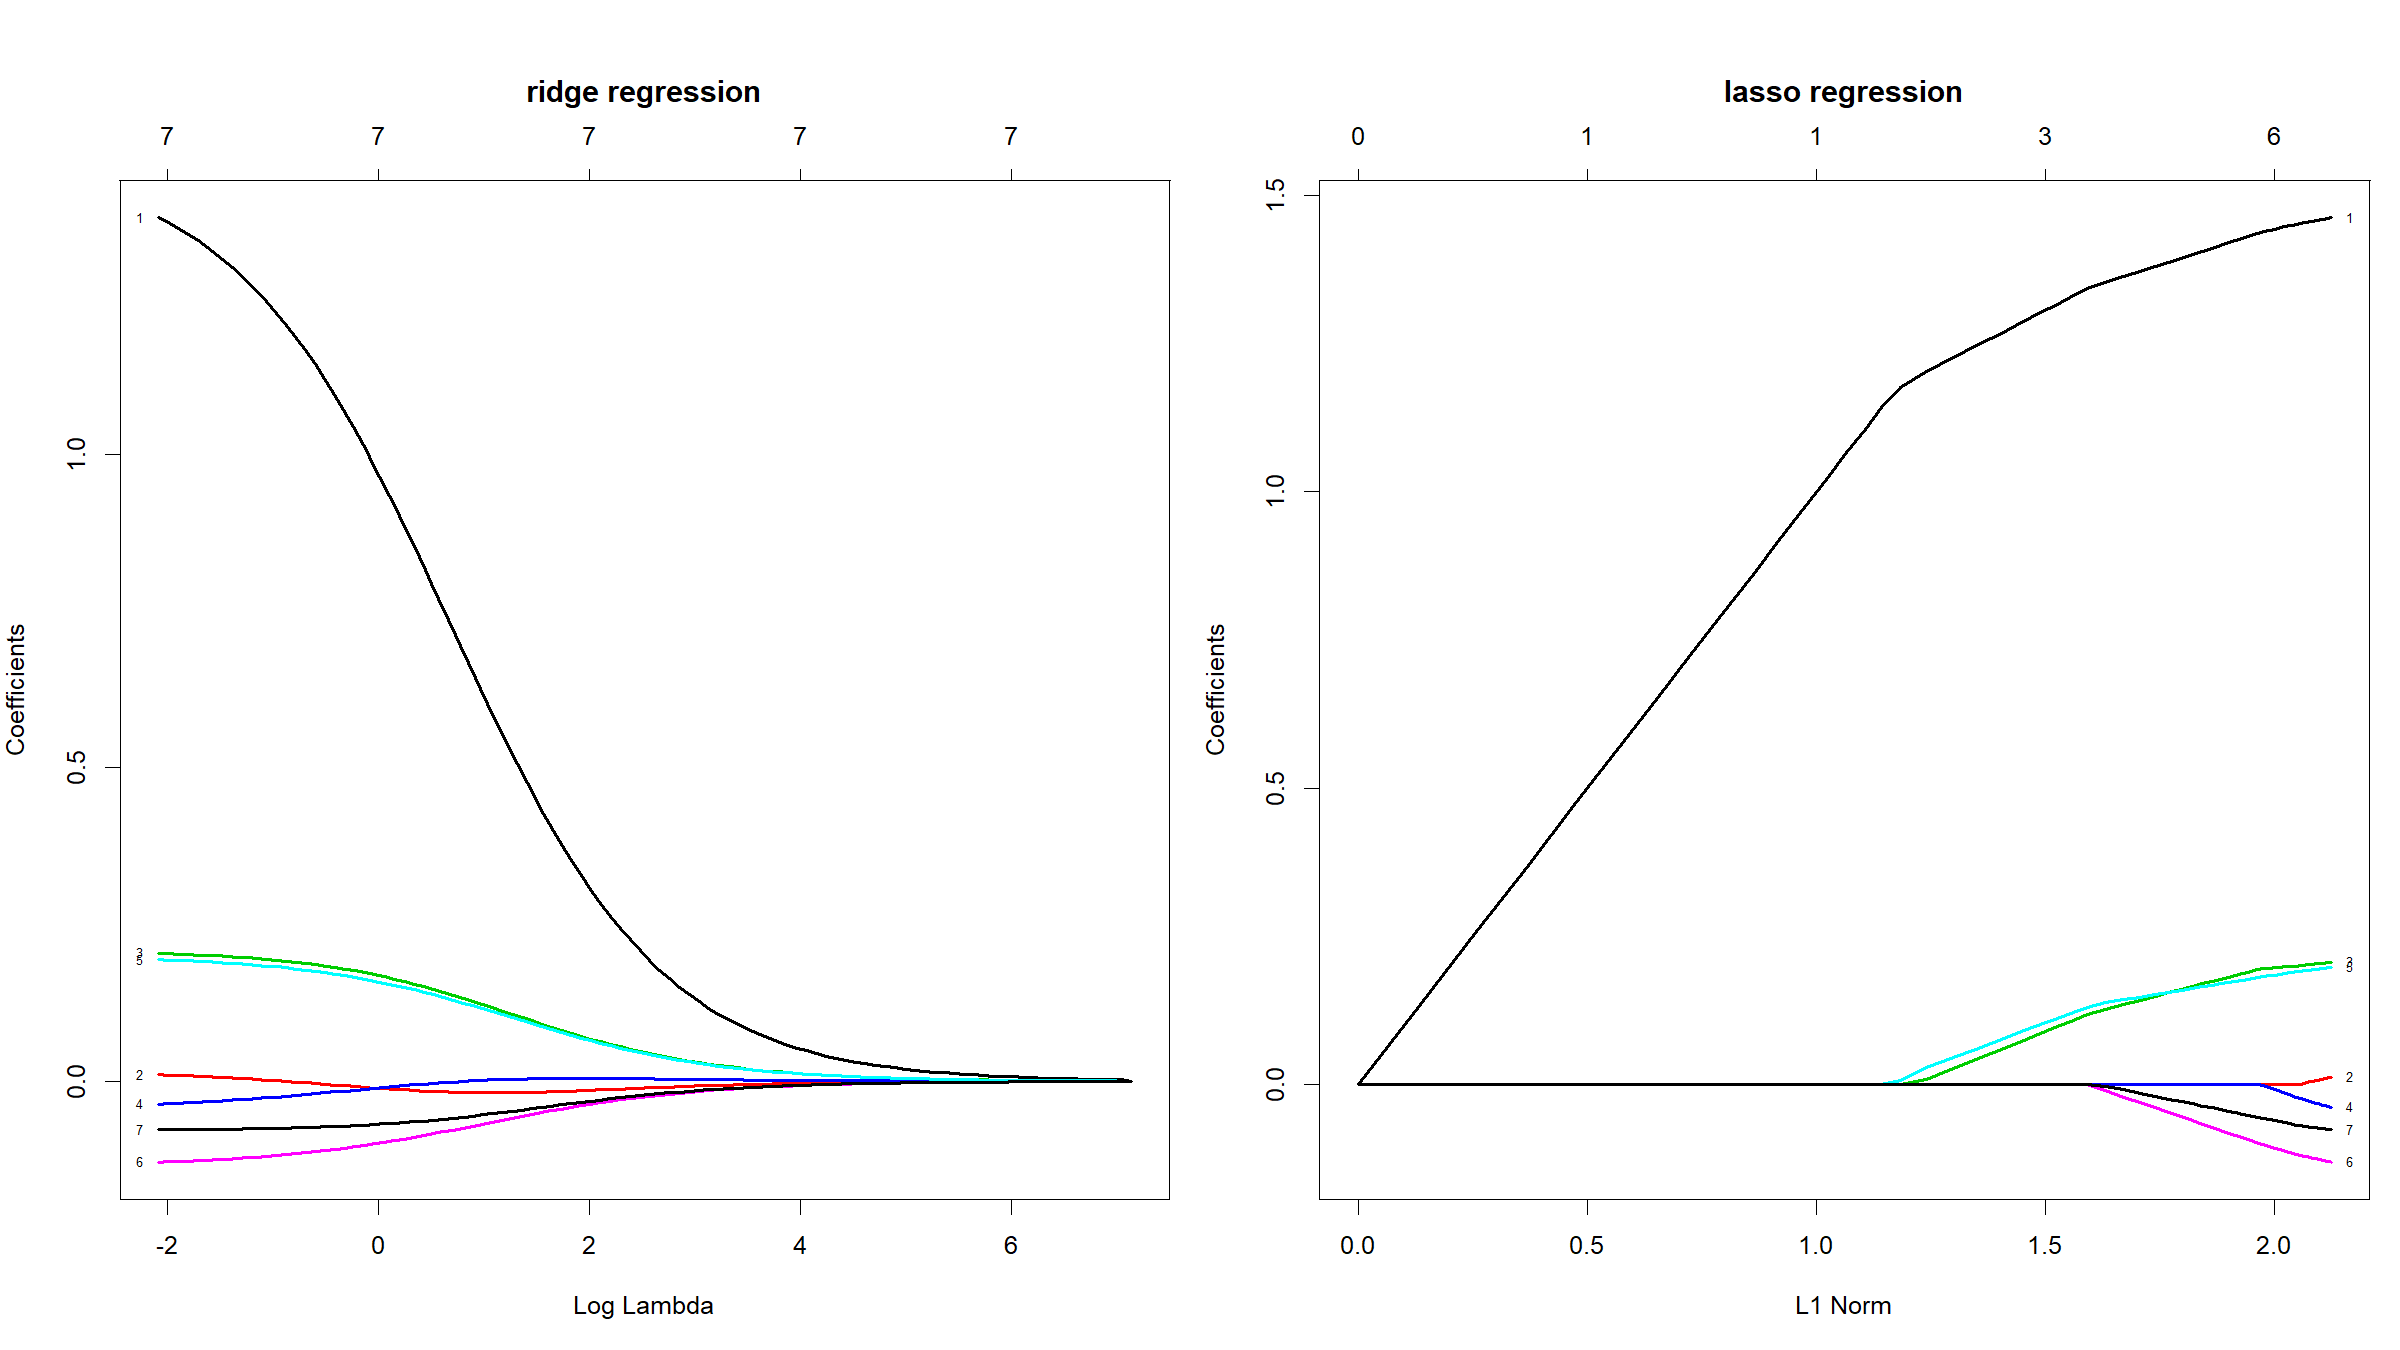 ridge regression
7 7 7 7 7
1.0
0.5
0.0
Coefficients
1
3
5
2
4
7
6
-2 0 2 4 6
Log Lambda
lasso regression
0 1 1 3 6
1.5
1.0
0.5
0.0
Coefficients
1
3
5
2
4
7
6
0.0 0.5 1.0 1.5 2.0
L1 Norm